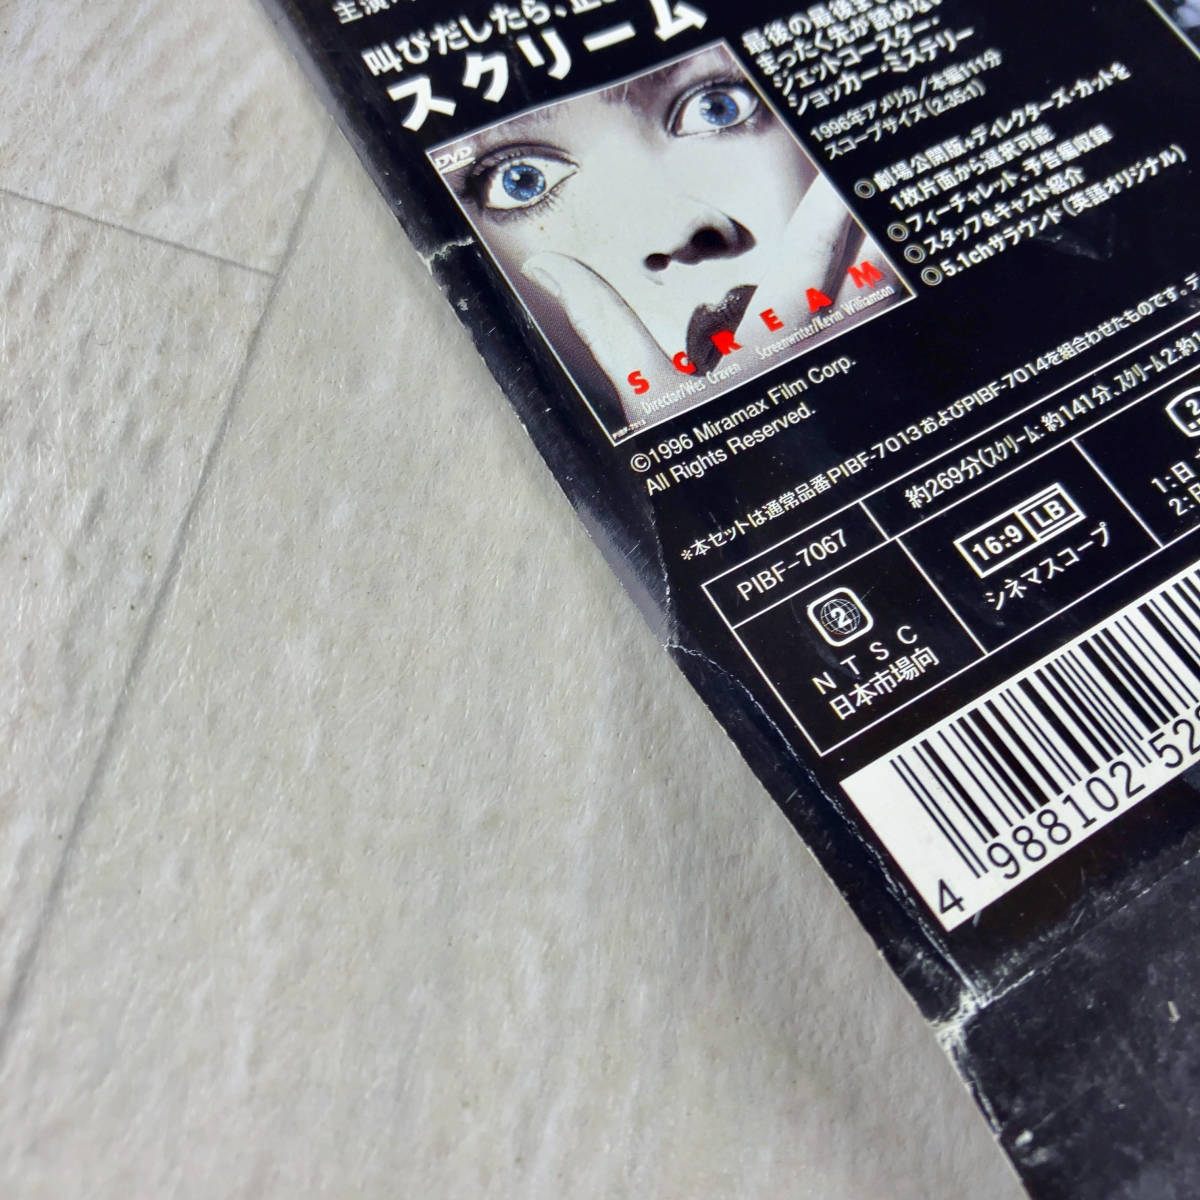 主演
叫びだしたら、
スクリーム
最後の最後ま
まったく先が読めない
ジェットコースター・
ショッカー・ミステリー
1996年アメリカ/本編111分
スコープサイズ(2.35:1)
◎劇場公開版+ディレクターズ・カットを
1枚片面から選択可能
◎フィーチャレット、予告編収録
◎スタッフ&キャスト紹介
◎5.1chサラウンド(英語オリジナル)
DVD
SCREAM
Director/Wes Craven Screenwriter/Kevin Williamson
PIBF-7013
©1996 Miramax Film Corp.
All Rights Reserved.
*本セットは通常品番PIBF-7013およびPIBF-7014を組合わせたものです。デ
PIBF-7067
約269分(スクリーム:約141分、スクリーム2:約1
2
NTSC
日本市場向
16:9 LB
シネマスコープ
2
1:日
2:
4 988102 52